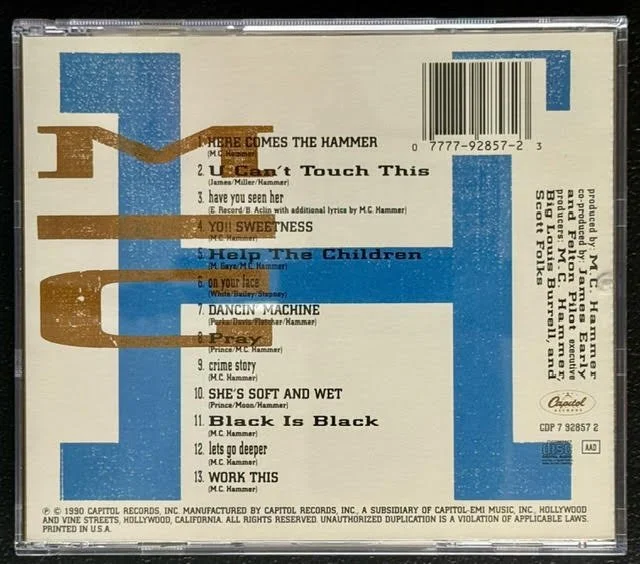 M.C.
H
0 7777-92857-2 3
1. HERE COMES THE HAMMER
(M.C. Hammer)
2. U Can't Touch This
(James/Miller/Hammer)
3. have you seen her
(E. Record/B. Acklin with additional lyrics by M.C. Hammer)
4. YO!! SWEETNESS
(M.C. Hammer)
5. Help The Children
(M. Gaye/M.C. Hammer)
6. on your face
(White/Bailey/Stepney)
7. DANCIN' MACHINE
(Parks/Davis/Fletcher/Hammer)
8. Pray
(Prince/M.C. Hammer)
9. crime story
(M.C. Hammer)
10. SHE'S SOFT AND WET
(Prince/Moon/Hammer)
11. Black Is Black
(M.C. Hammer)
12. lets go deeper
(M.C. Hammer)
13. WORK THIS
(M.C. Hammer)
produced by: M.C. Hammer
co-produced by: James Early
and Felton Pilot executive
producers: M.C. Hammer,
Big Louis Burrell, and
Scott Folks
Capitol
RECORDS
CDP 7 92857 2
COMPACT
disc
DIGITAL AUDIO
AAD
℗ © 1990 CAPITOL RECORDS, INC. MANUFACTURED BY CAPITOL RECORDS, INC., A SUBSIDIARY OF CAPITOL-EMI MUSIC, INC., HOLLYWOOD
AND VINE STREETS, HOLLYWOOD, CALIFORNIA. ALL RIGHTS RESERVED. UNAUTHORIZED DUPLICATION IS A VIOLATION OF APPLICABLE LAWS.
PRINTED IN U.S.A.